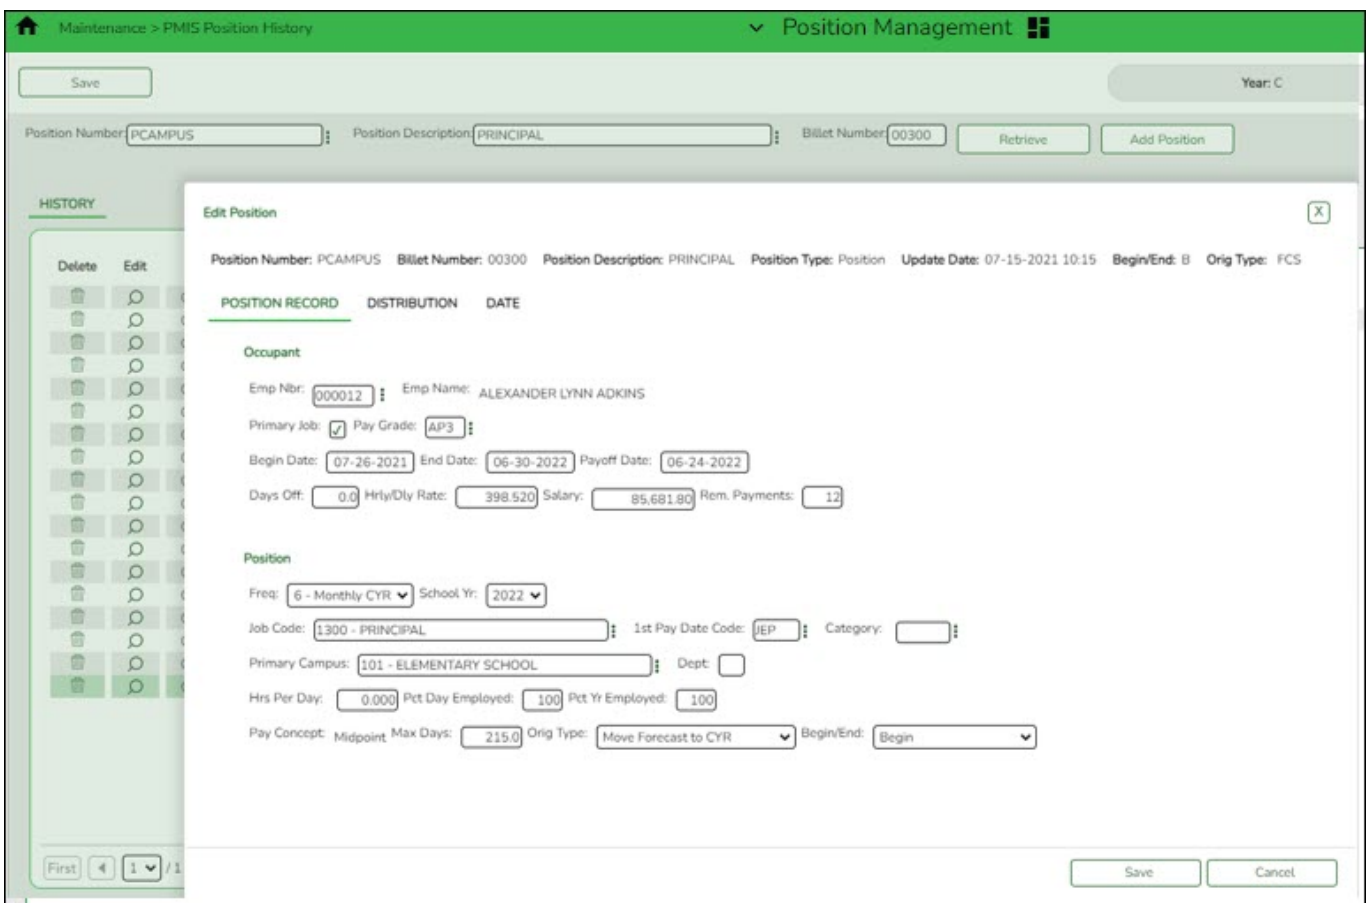 Maintenance > PMIS Position History
Position Management
Save
Year: C
Position Number: PCAMPUS Position Description: PRINCIPAL Billet Number: 00300 Retrieve Add Position
HISTORY
Delete Edit
First 1 / 1
Edit Position X
Position Number: PCAMPUS Billet Number: 00300 Position Description: PRINCIPAL Position Type: Position Update Date: 07-15-2021 10:15 Begin/End: B Orig Type: FCS
POSITION RECORD DISTRIBUTION DATE
Occupant
Emp Nbr: 000012 Emp Name: ALEXANDER LYNN ADKINS
Primary Job: Pay Grade: AP3
Begin Date: 07-26-2021 End Date: 06-30-2022 Payoff Date: 06-24-2022
Days Off: 0.0 Hrly/Dly Rate: 398.520 Salary: 85,681.80 Rem. Payments: 12
Position
Freq: 6 - Monthly CYR School Yr: 2022
Job Code: 1300 - PRINCIPAL 1st Pay Date Code: JEP Category:
Primary Campus: 101 - ELEMENTARY SCHOOL Dept:
Hrs Per Day: 0.000 Pct Day Employed: 100 Pct Yr Employed: 100
Pay Concept: Midpoint Max Days: 215.0 Orig Type: Move Forecast to CYR Begin/End: Begin
Save Cancel